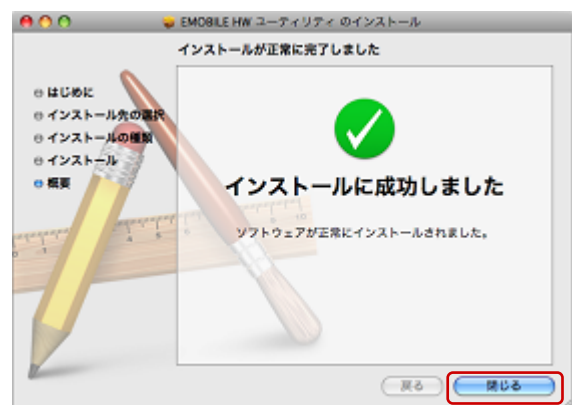 EMOBILE HW ユーティリティ のインストール
インストールが正常に完了しました
はじめに
インストール先の選択
インストールの種類
インストール
概要
インストールに成功しました
ソフトウェアが正常にインストールされました。
戻る
閉じる